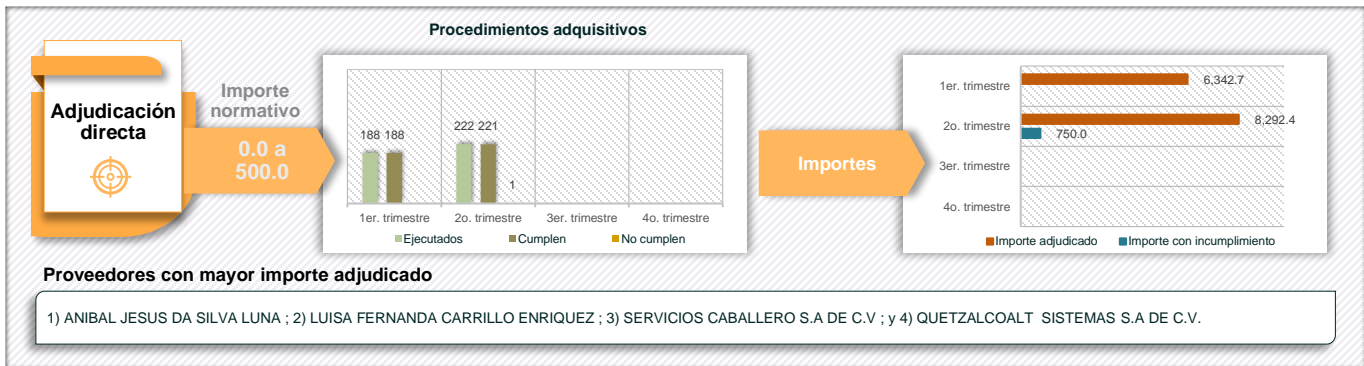 Procedimientos adquisitivos
Adjudicación
directa
Importe
normativo
0.0 a
500.0
188 188
222 221
1
1er. trimestre 2o. trimestre 3er. trimestre 4o. trimestre
Ejecutados Cumplen No cumplen
Importes
1er. trimestre 6,342.7
2o. trimestre 8,292.4
750.0
3er. trimestre
4o. trimestre
Importe adjudicado Importe con incumplimiento
Proveedores con mayor importe adjudicado
1) ANIBAL JESUS DA SILVA LUNA ; 2) LUISA FERNANDA CARRILLO ENRIQUEZ ; 3) SERVICIOS CABALLERO S.A DE C.V ; y 4) QUETZALCOALT SISTEMAS S.A DE C.V.